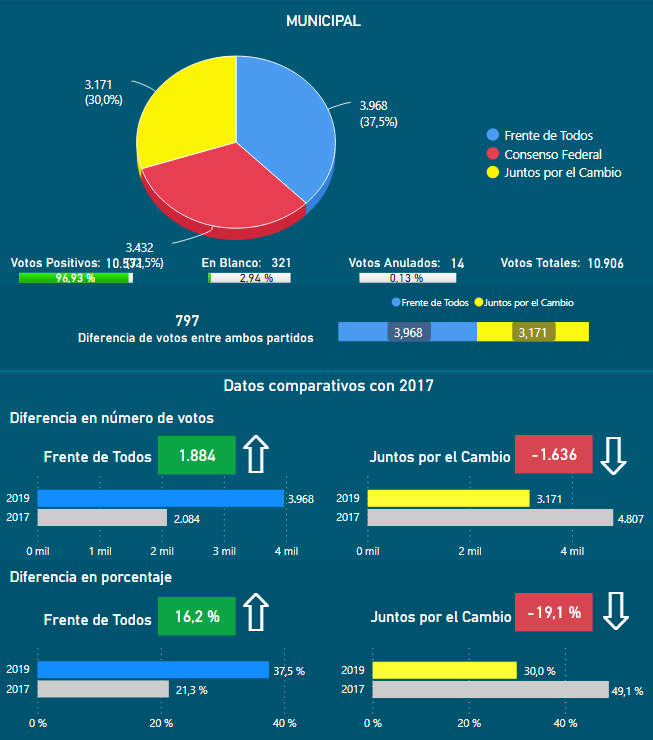 MUNICIPAL
3.171
(30,0%)
3.968
(37,5%)
Frente de Todos
Consenso Federal
Juntos por el Cambio
3.432
Votos Positivos:
En Blanco: 321
Votos Anulados: 14
Votos Totales: 10.906
96,93 %
2,94 %
0,13 %
Frente de Todos Juntos por el Cambio
797
Diferencia de votos entre ambos partidos
3,968 3,171
Datos comparativos con 2017
Diferencia en número de votos
Frente de Todos 1.884
Juntos por el Cambio -1.636
2019 3.968
2017 2.084
0 mil 1 mil 2 mil 3 mil 4 mil
2019 3.171
2017 4.807
0 mil 2 mil 4 mil
Diferencia en porcentaje
Frente de Todos 16,2 %
Juntos por el Cambio -19,1 %
2019 37,5 %
2017 21,3 %
0 % 20 % 40 %
2019 30,0 %
2017 49,1 %
0 % 20 % 40 %